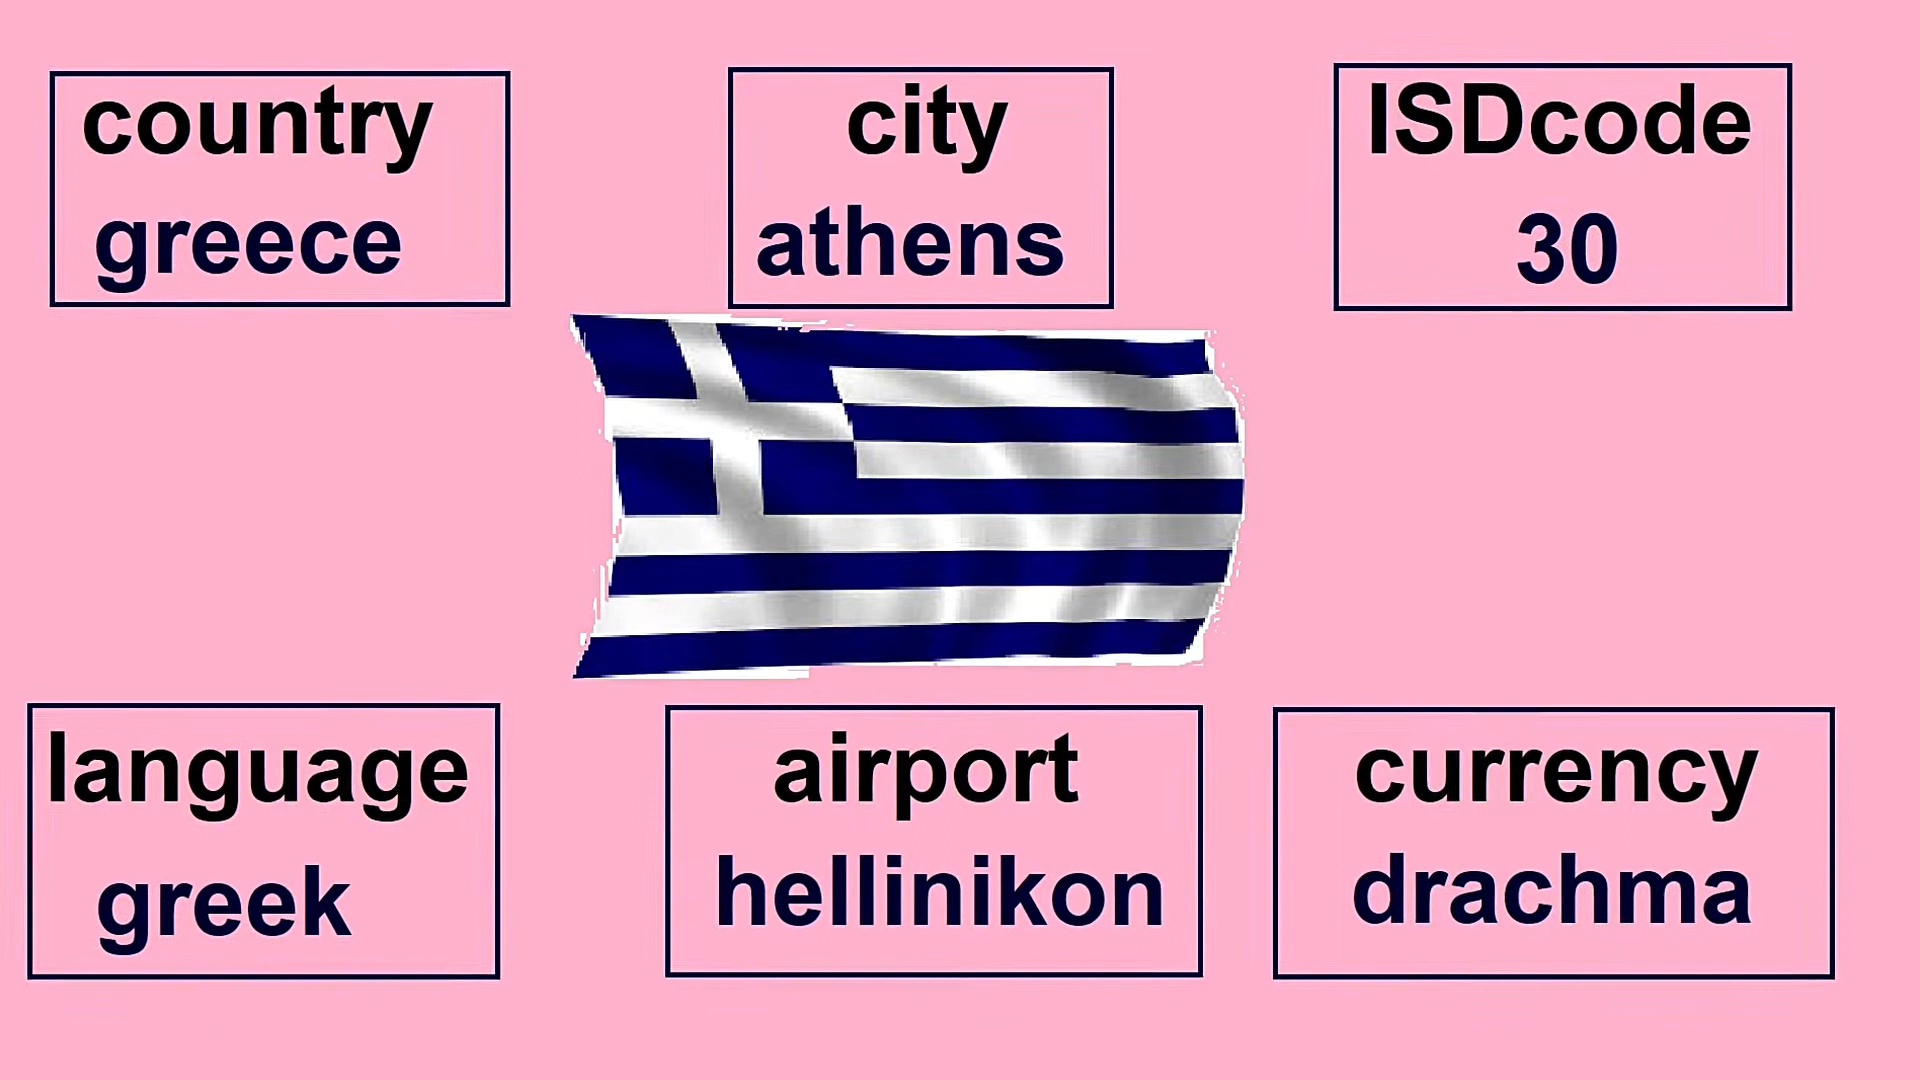 country
greece
city
athens
ISDcode
30
language
greek
airport
hellinikon
currency
drachma